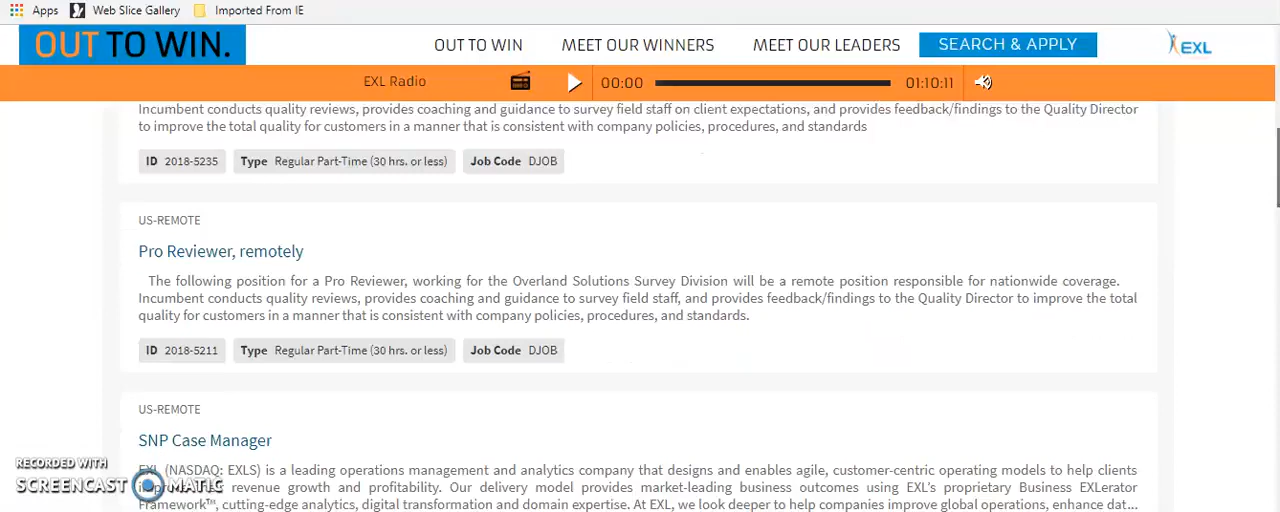 Apps Web Slice Gallery Imported From IE
OUT TO WIN. OUT TO WIN MEET OUR WINNERS MEET OUR LEADERS SEARCH & APPLY EXL
EXL Radio 00:00 01:10:11
Incumbent conducts quality reviews, provides coaching and guidance to survey field staff on client expectations, and provides feedback/findings to the Quality Director
to improve the total quality for customers in a manner that is consistent with company policies, procedures, and standards
ID 2018-5235 Type Regular Part-Time (30 hrs. or less) Job Code DJOB
US-REMOTE
Pro Reviewer, remotely
The following position for a Pro Reviewer, working for the Overland Solutions Survey Division will be a remote position responsible for nationwide coverage.
Incumbent conducts quality reviews, provides coaching and guidance to survey field staff, and provides feedback/findings to the Quality Director to improve the total
quality for customers in a manner that is consistent with company policies, procedures, and standards.
ID 2018-5211 Type Regular Part-Time (30 hrs. or less) Job Code DJOB
US-REMOTE
SNP Case Manager
EXL (NASDAQ: EXLS) is a leading operations management and analytics company that designs and enables agile, customer-centric operating models to help clients
revenue growth and profitability. Our delivery model provides market-leading business outcomes using EXL's proprietary Business EXLerator
Framework™, cutting-edge analytics, digital transformation and domain expertise. At EXL, we look deeper to help companies improve global operations, enhance dat...
RECORDED WITH
SCREENCAST MATIC